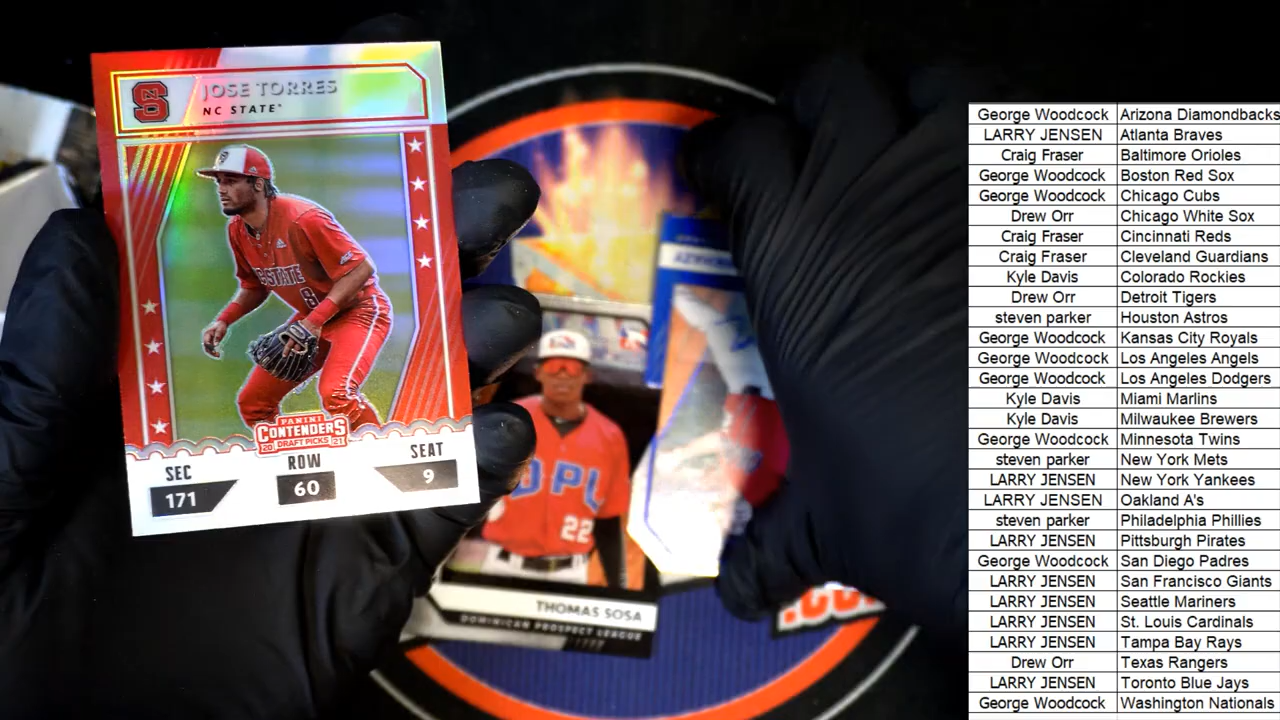 JOSE TORRES
NC STATE
PANINI
CONTENDERS
20 DRAFT PICKS 21
SEC
171
ROW
60
SEAT
9
STATE
8
DPL
22
THOMAS SOSA
DOMINICAN PROSPECT LEAGUE
George Woodcock Arizona Diamondbacks
LARRY JENSEN Atlanta Braves
Craig Fraser Baltimore Orioles
George Woodcock Boston Red Sox
George Woodcock Chicago Cubs
Drew Orr Chicago White Sox
Craig Fraser Cincinnati Reds
Craig Fraser Cleveland Guardians
Kyle Davis Colorado Rockies
Drew Orr Detroit Tigers
steven parker Houston Astros
George Woodcock Kansas City Royals
George Woodcock Los Angeles Angels
George Woodcock Los Angeles Dodgers
Kyle Davis Miami Marlins
Kyle Davis Milwaukee Brewers
George Woodcock Minnesota Twins
steven parker New York Mets
LARRY JENSEN New York Yankees
LARRY JENSEN Oakland A's
steven parker Philadelphia Phillies
LARRY JENSEN Pittsburgh Pirates
George Woodcock San Diego Padres
LARRY JENSEN San Francisco Giants
LARRY JENSEN Seattle Mariners
LARRY JENSEN St. Louis Cardinals
LARRY JENSEN Tampa Bay Rays
Drew Orr Texas Rangers
LARRY JENSEN Toronto Blue Jays
George Woodcock Washington Nationals